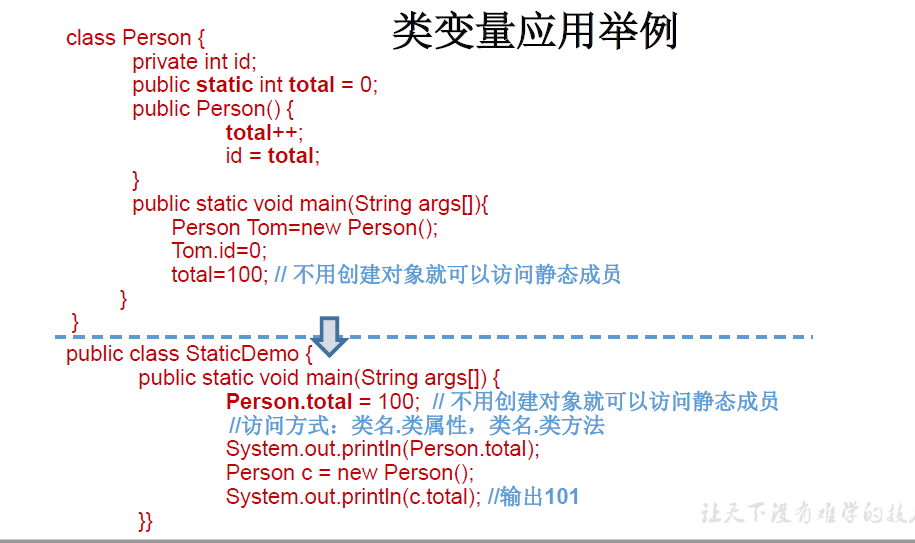 类变量应用举例
class Person {
private int id;
public static int total = 0;
public Person() {
total++;
id = total;
}
public static void main(String args[]){
Person Tom=new Person();
Tom.id=0;
total=100; // 不用创建对象就可以访问静态成员
}
}
public class StaticDemo {
public static void main(String args[]) {
Person.total = 100; // 不用创建对象就可以访问静态成员
//访问方式：类名.类属性，类名.类方法
System.out.println(Person.total);
Person c = new Person();
System.out.println(c.total); //输出101
}}
让天下没有难学的技